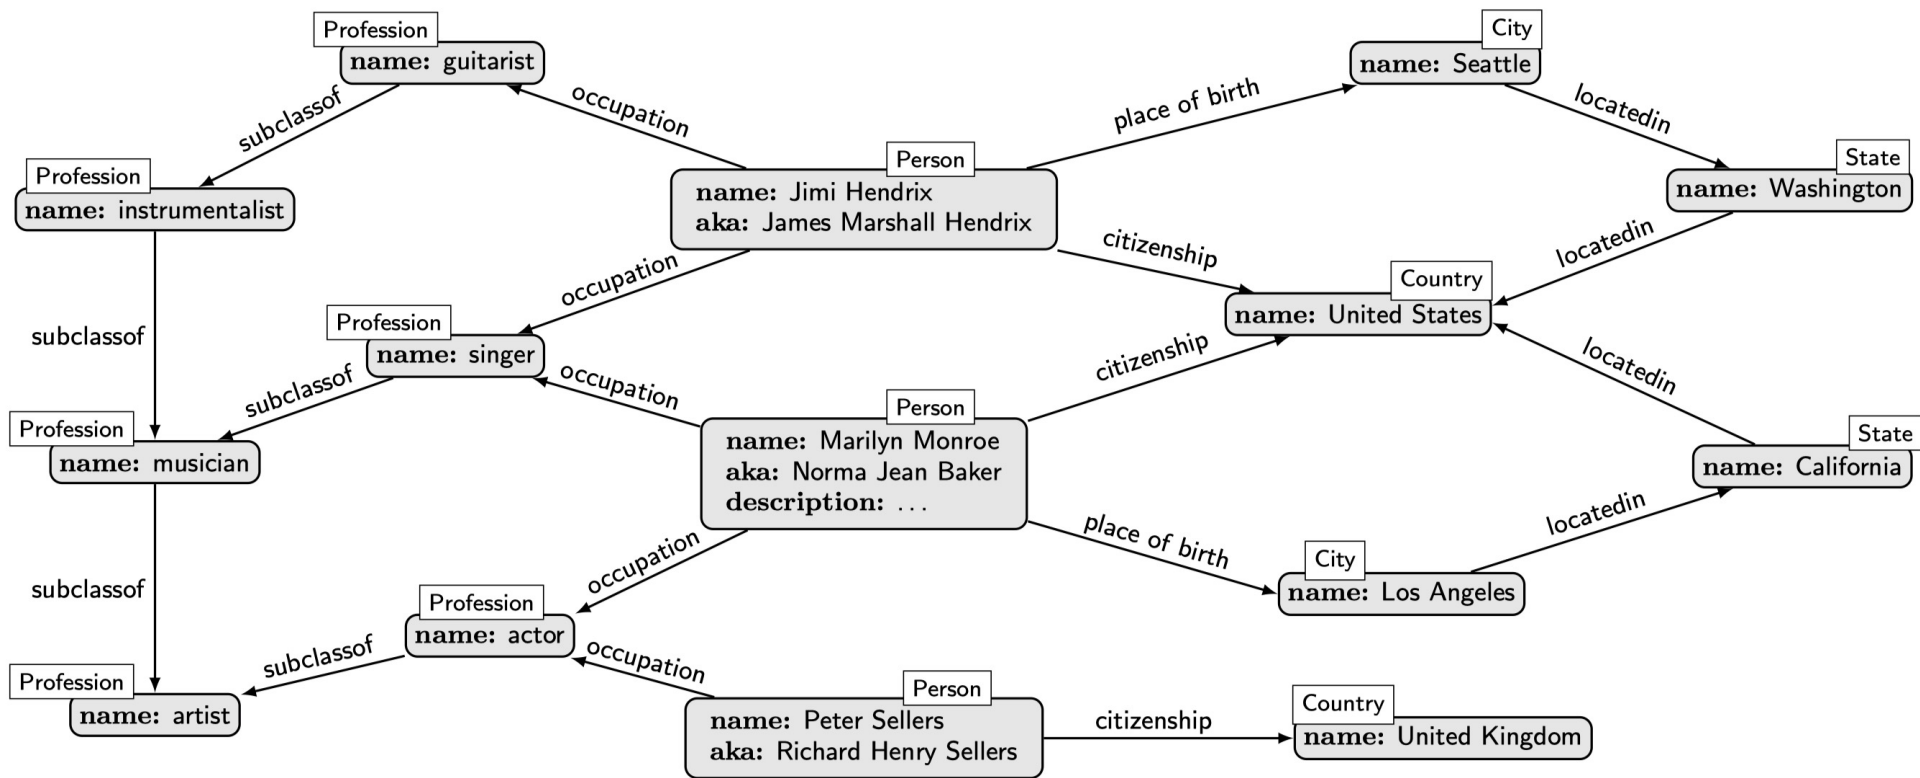 Profession
name: guitarist
City
name: Seattle
subclassof
occupation
place of birth
locatedin
Profession
name: instrumentalist
Person
name: Jimi Hendrix
aka: James Marshall Hendrix
State
name: Washington
occupation
citizenship
locatedin
Country
name: United States
subclassof
Profession
name: singer
subclassof
occupation
citizenship
locatedin
Profession
name: musician
Person
name: Marilyn Monroe
aka: Norma Jean Baker
description: ...
State
name: California
occupation
place of birth
locatedin
City
name: Los Angeles
subclassof
Profession
name: actor
subclassof
occupation
Profession
name: artist
Person
name: Peter Sellers
aka: Richard Henry Sellers
citizenship
Country
name: United Kingdom